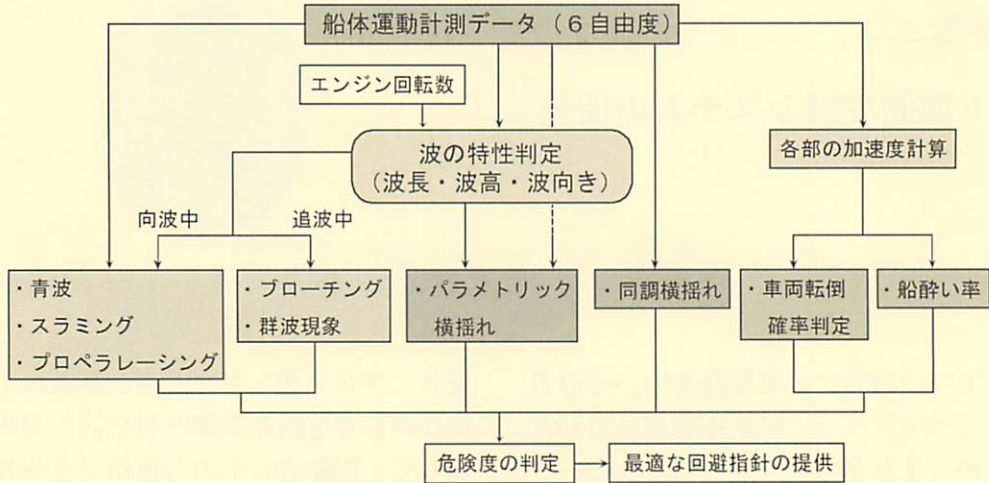 船体運動計測データ（６自由度）
エンジン回転数
波の特性判定
（波長・波高・波向き）
各部の加速度計算
向波中
追波中
・青波
・スラミング
・プロペラレーシング
・ブローチング
・群波現象
・パラメトリック
横揺れ
・同調横揺れ
・車両転倒
確率判定
・船酔い率
危険度の判定
最適な回避指針の提供